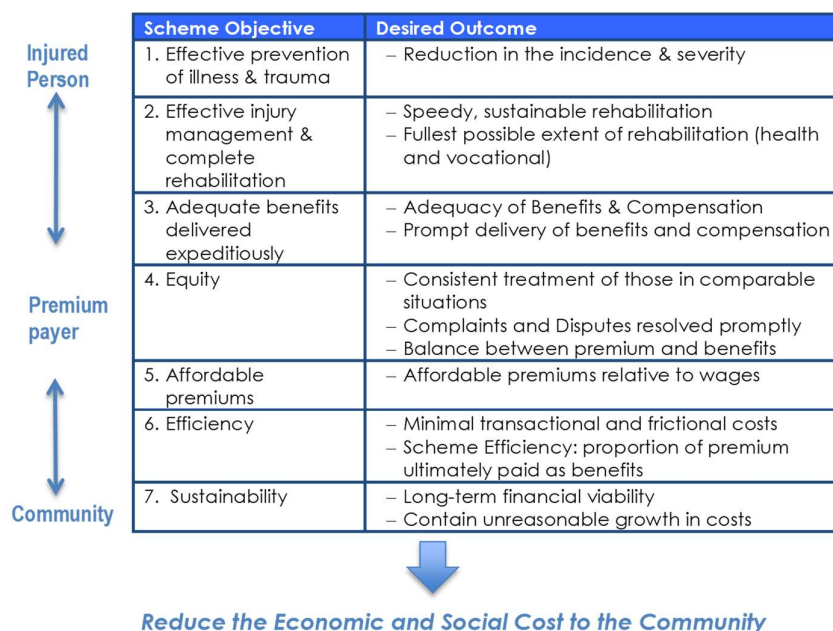 Scheme Objective
Desired Outcome
Injured
Person
1. Effective prevention
of illness & trauma
– Reduction in the incidence & severity
2. Effective injury
management &
complete
rehabilitation
– Speedy, sustainable rehabilitation
– Fullest possible extent of rehabilitation (health
and vocational)
3. Adequate benefits
delivered
expeditiously
– Adequacy of Benefits & Compensation
– Prompt delivery of benefits and compensation
Premium
payer
4. Equity
– Consistent treatment of those in comparable
situations
– Complaints and Disputes resolved promptly
– Balance between premium and benefits
5. Affordable
premiums
– Affordable premiums relative to wages
6. Efficiency
– Minimal transactional and frictional costs
– Scheme Efficiency: proportion of premium
ultimately paid as benefits
Community
7. Sustainability
– Long-term financial viability
– Contain unreasonable growth in costs
Reduce the Economic and Social Cost to the Community